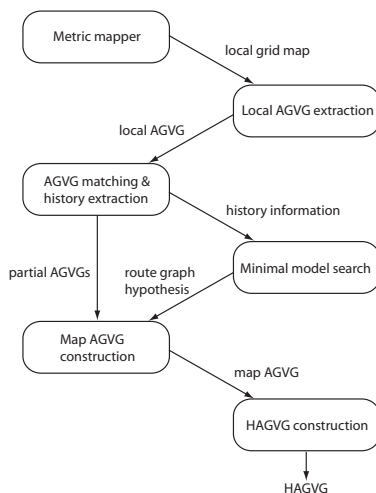 Metric mapper
local grid map
Local AGVG extraction
local AGVG
AGVG matching &
history extraction
history information
partial AGVGs
route graph
hypothesis
Minimal model search
Map AGVG
construction
map AGVG
HAGVG construction
HAGVG